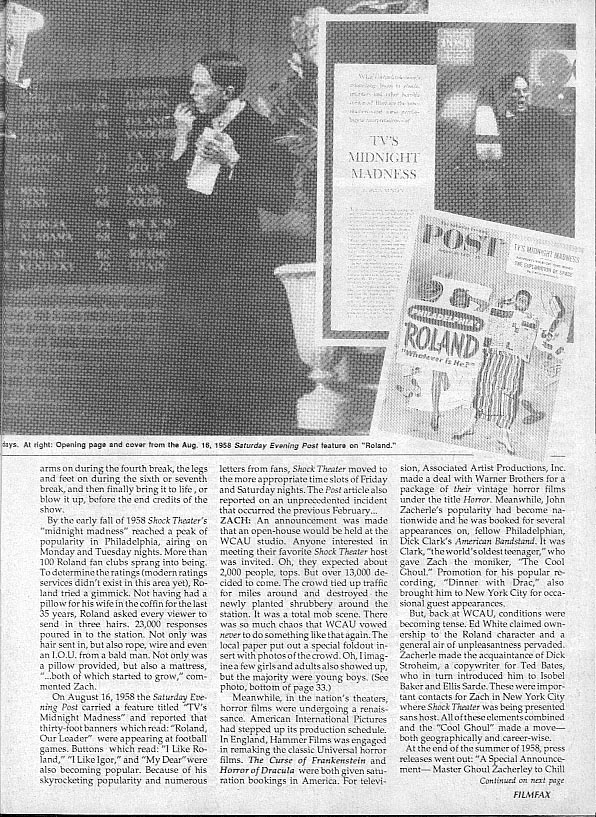 TV'S
MIDNIGHT
MADNESS
POST
TV'S MIDNIGHT MADNESS
THE EXPLORATION OF SPACE
ROLAND
"Whatever is He?"
days. At right: Opening page and cover from the Aug. 16, 1958 Saturday Evening Post feature on "Roland."
arms on during the fourth break, the legs
and feet on during the sixth or seventh
break, and then finally bring it to life , or
blow it up, before the end credits of the
show.
By the early fall of 1958 Shock Theater's
"midnight madness" reached a peak of
popularity in Philadelphia, airing on
Monday and Tuesday nights. More than
100 Roland fan clubs sprang into being.
To determine the ratings (modern ratings
services didn't exist in this area yet), Ro-
land tried a gimmick. Not having had a
pillow for his wife in the coffin for the last
35 years, Roland asked every viewer to
send in three hairs. 23,000 responses
poured in to the station. Not only was
hair sent in, but also rope, wire and even
an I.O.U. from a bald man. Not only was
a pillow provided, but also a mattress,
"...both of which started to grow," com-
mented Zach.
On August 16, 1958 the Saturday Eve-
ning Post carried a feature titled "TV's
Midnight Madness" and reported that
thirty-foot banners which read: "Roland,
Our Leader" were appearing at football
games. Buttons which read: "I Like Ro-
land," "I Like Igor," and "My Dear"were
also becoming popular. Because of his
skyrocketing popularity and numerous
letters from fans, Shock Theater moved to
the more appropriate time slots of Friday
and Saturday nights. The Post article also
reported on an unprecedented incident
that occurred the previous February...
ZACH: An announcement was made
that an open-house would be held at the
WCAU studio. Anyone interested in
meeting their favorite Shock Theater host
was invited. Oh, they expected about
2,000 people, tops. But over 13,000 de-
cided to come. The crowd tied up traffic
for miles around and destroyed the
newly planted shrubbery around the
station. It was a total mob scene. There
was so much chaos that WCAU vowed
never to do something like that again. The
local paper put out a special foldout in-
sert with photos of the crowd. Oh, I imag-
ine a few girls and adults also showed up,
but the majority were young boys. (See
photo, bottom of page 33.)
Meanwhile, in the nation's theaters,
horror films were undergoing a renais-
sance. American International Pictures
had stepped up its production schedule.
In England, Hammer Films was engaged
in remaking the classic Universal horror
films. The Curse of Frankenstein and
Horror of Dracula were both given satu-
ration bookings in America. For televi-
sion, Associated Artist Productions, Inc.
made a deal with Warner Brothers for a
package of their vintage horror films
under the title Horror. Meanwhile, John
Zacherle's popularity had become na-
tionwide and he was booked for several
appearances on, fellow Philadelphian,
Dick Clark's American Bandstand. It was
Clark, "the world's oldest teenager," who
gave Zach the moniker, "The Cool
Ghoul." Promotion for his popular re-
cording, "Dinner with Drac," also
brought him to New York City for occa-
sional guest appearances.
But, back at WCAU, conditions were
becoming tense. Ed White claimed own-
ership to the Roland character and a
general air of unpleasantness pervaded.
Zacherle made the acquaintance of Dick
Stroheim, a copywriter for Ted Bates,
who in turn introduced him to Isobel
Baker and Ellis Sarde. These were impor-
tant contacts for Zach in New York City
where Shock Theater was being presented
sans host. All of these elements combined
and the "Cool Ghoul" made a move—
both geographically and career-wise.
At the end of the summer of 1958, press
releases went out: "A Special Announce-
ment— Master Ghoul Zacherley to Chill
Continued on next page
FILMFAX